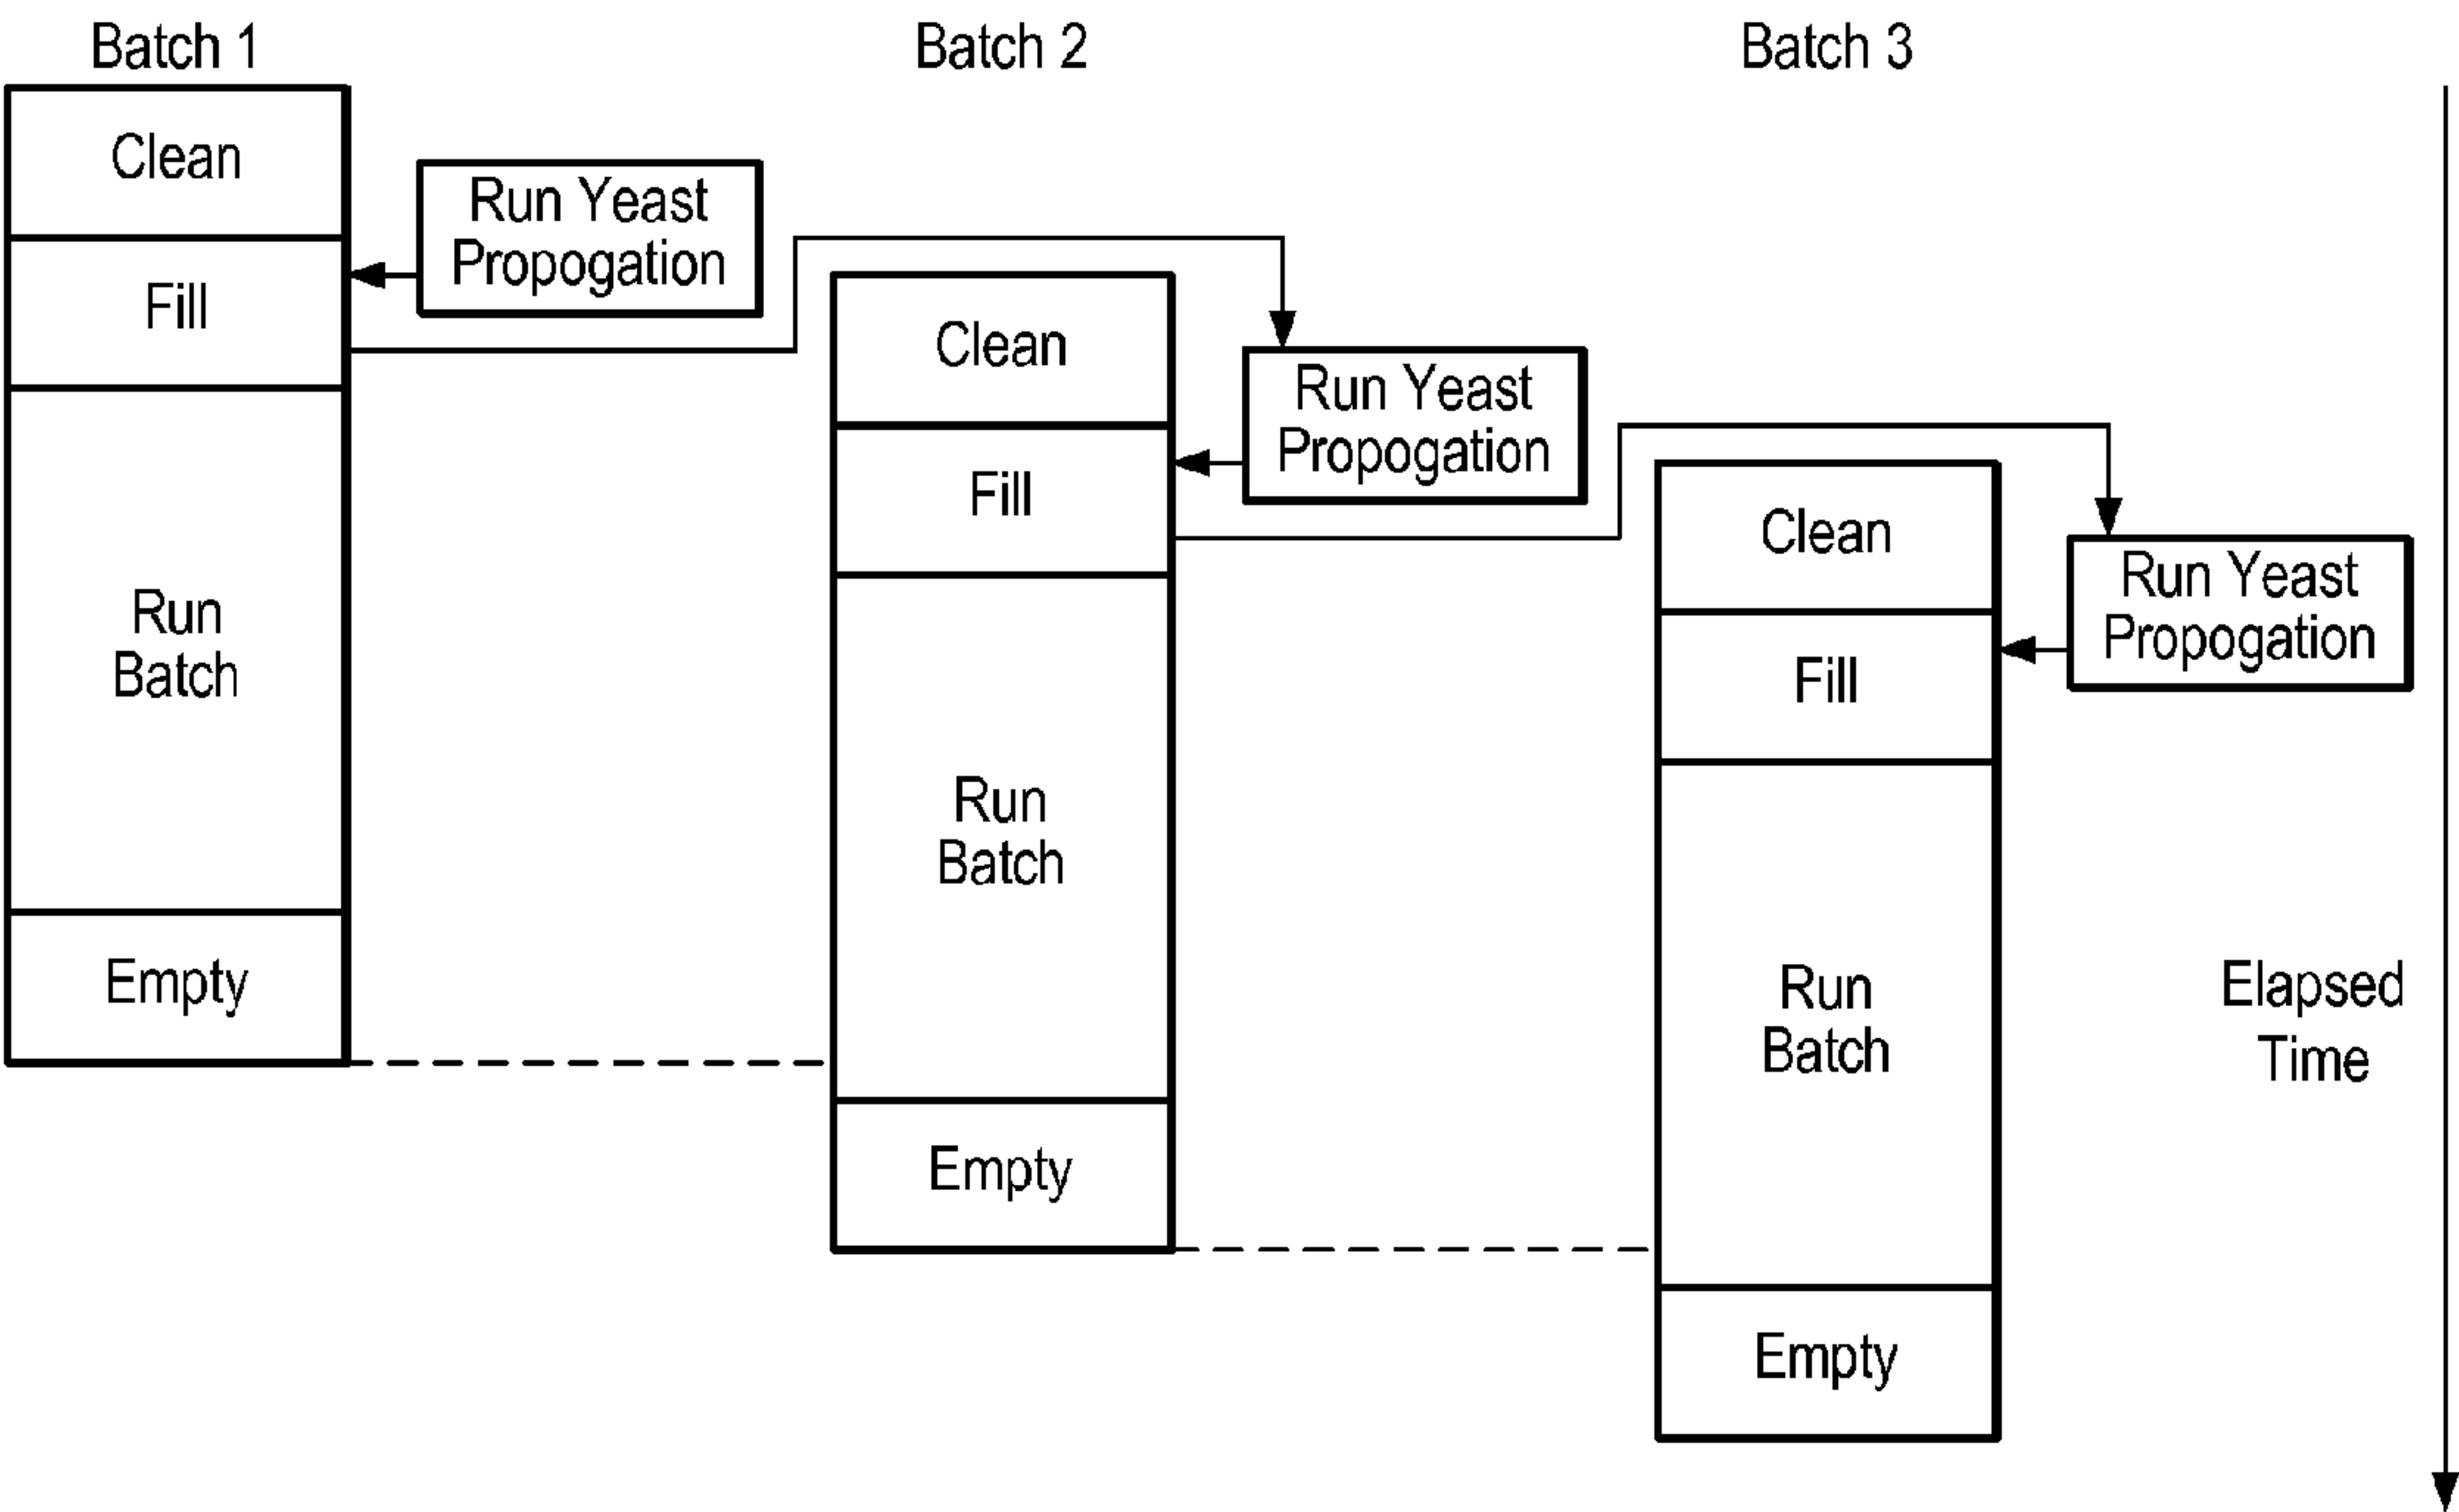 Batch 1
Batch 2
Batch 3
Clean
Fill
Run
Batch
Empty
Run Yeast
Propogation
Clean
Fill
Run
Batch
Empty
Run Yeast
Propogation
Clean
Fill
Run
Batch
Empty
Run Yeast
Propogation
Elapsed
Time